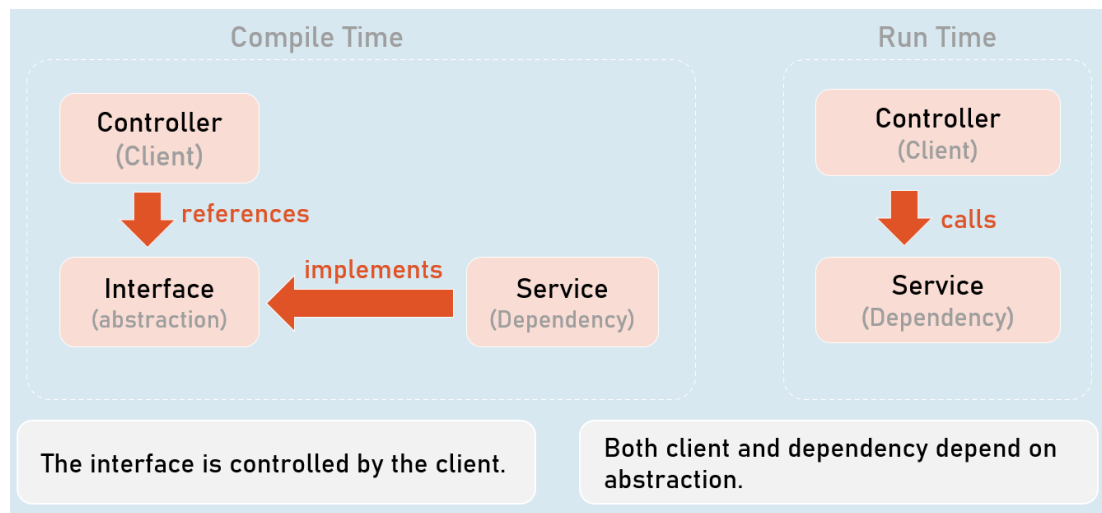 Compile Time
Run Time
Controller
(Client)
references
Interface
(abstraction)
implements
Service
(Dependency)
Controller
(Client)
calls
Service
(Dependency)
The interface is controlled by the client.
Both client and dependency depend on
abstraction.